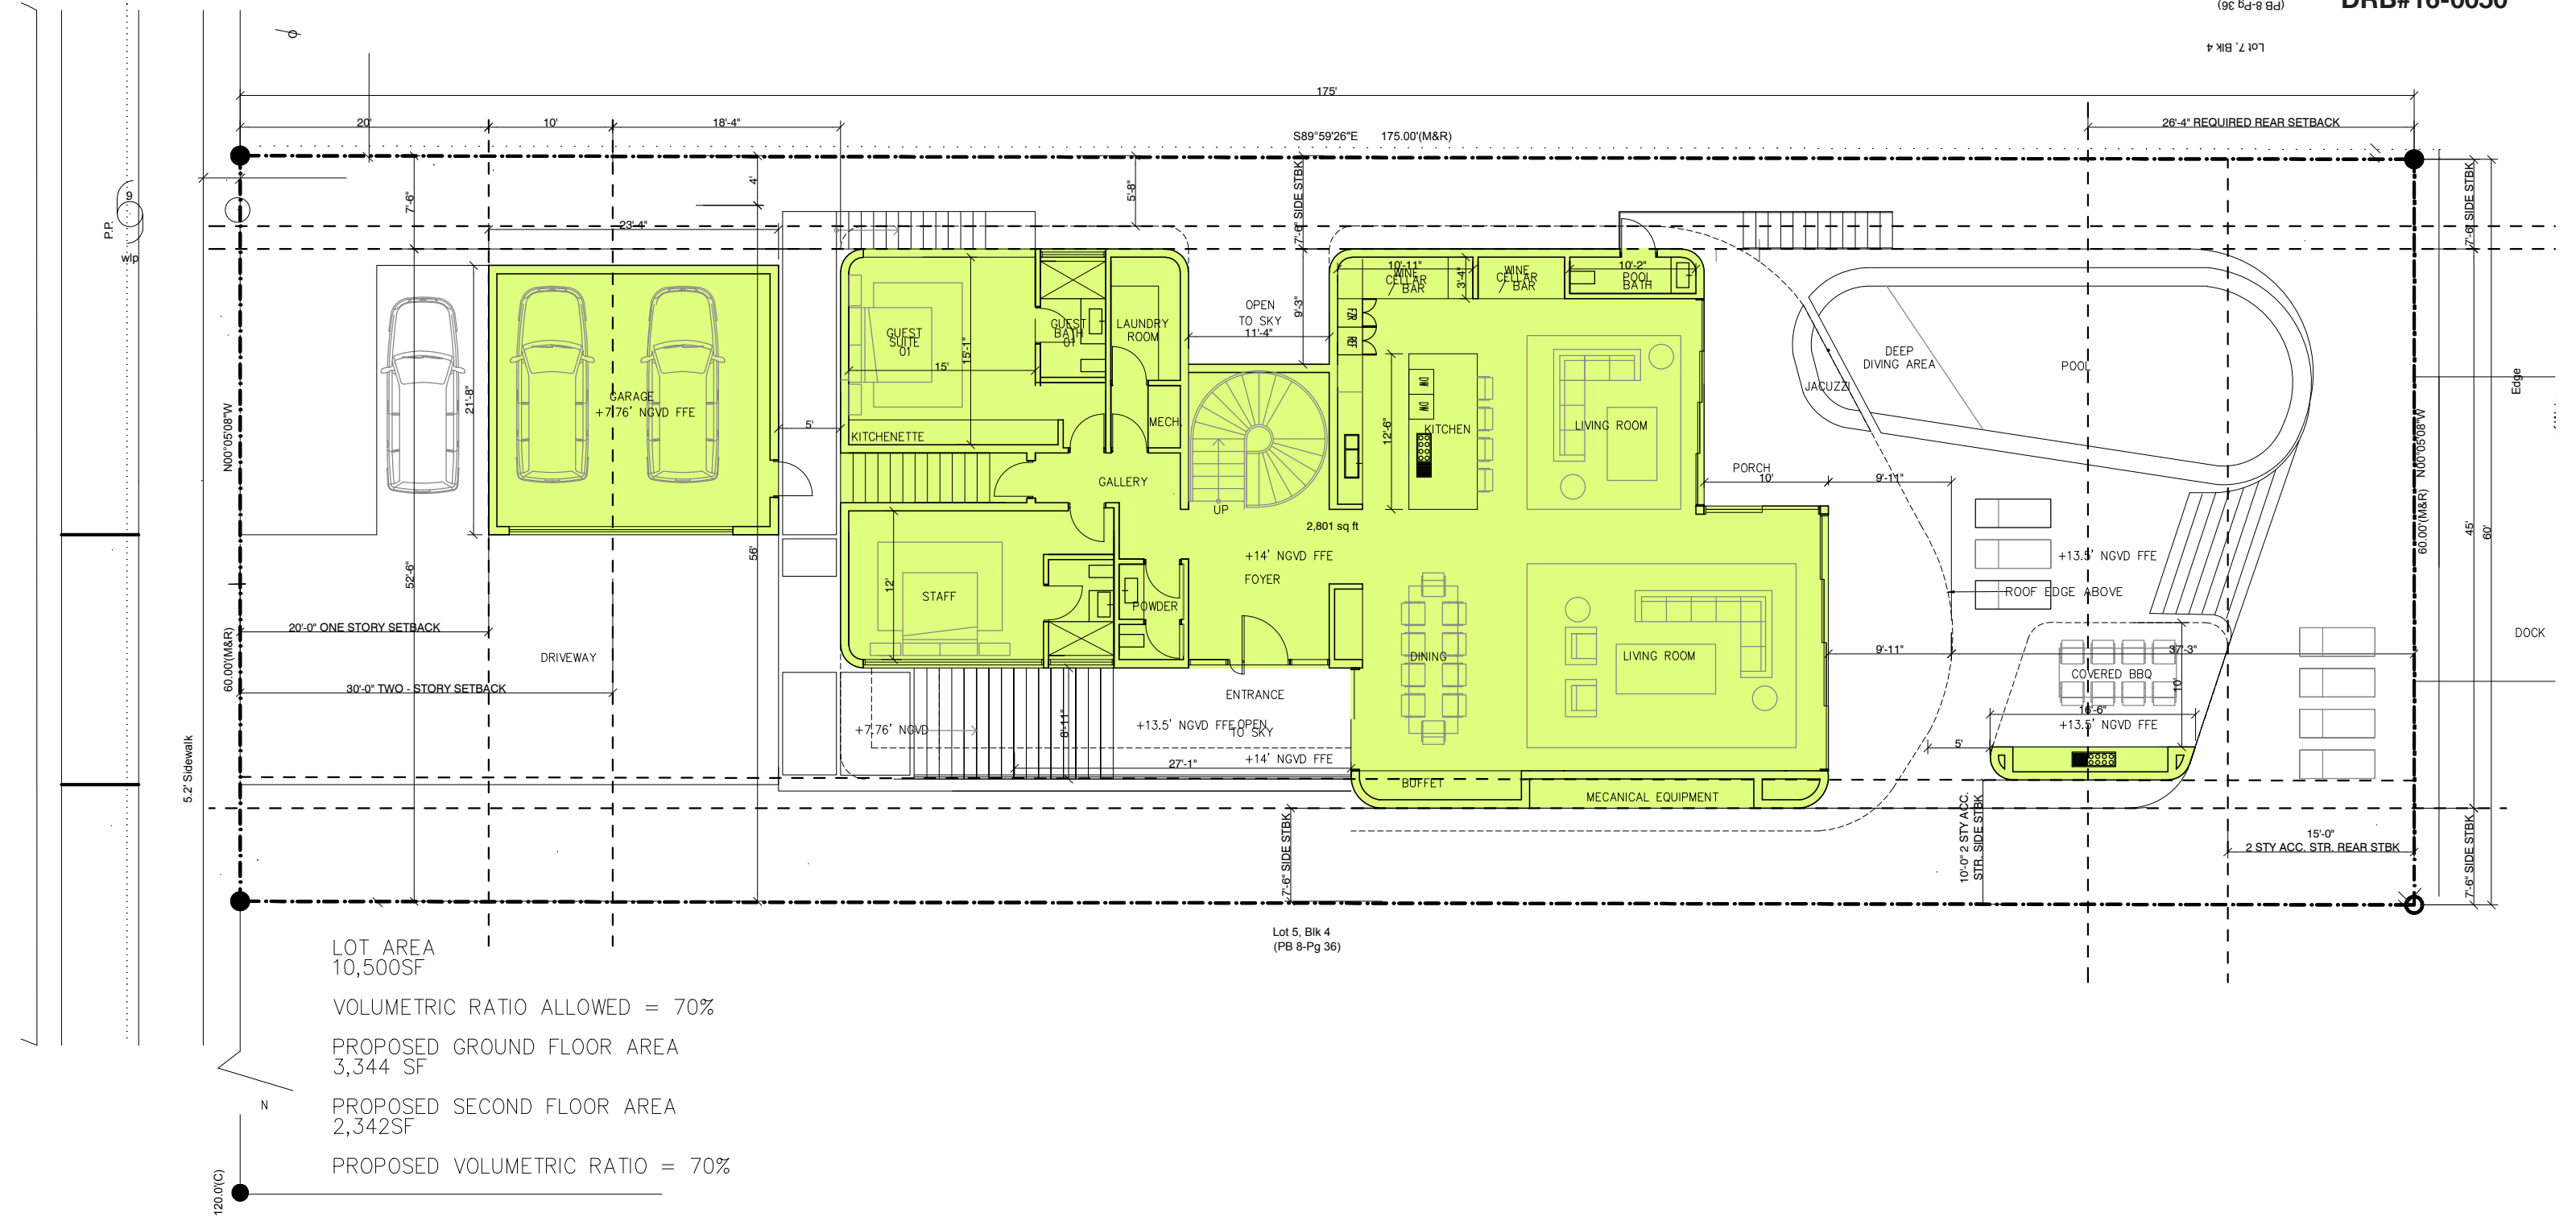 (PB 8-Pg 36)
DRB#16-0050
Lot 7, Blk 4
175'
20'
10'
18'-4"
S89°59'26"E 175.00'(M&R)
26'-4" REQUIRED REAR SETBACK
7'-6"
4'
5'-8"
7'-6" SIDE STBK
7'-6" SIDE STBK
9
P.P.
wlp
23'-4"
21'-8"
GARAGE
+7.76' NGVD FFE
5'
N00°05'08"W
GUEST
SUITE
01
15'
15'-1"
GUEST
BATH
01
LAUNDRY
ROOM
MECH.
KITCHENETTE
OPEN
TO SKY
11'-4"
9'-3"
10'-11"
WINE
CELLAR
BAR
3'-4"
WINE
CELLAR
BAR
10'-2"
POOL
BATH
REF
DW
DW
KITCHEN
12'-6"
LIVING ROOM
DEEP
DIVING AREA
JACUZZI
POOL
Edge
GALLERY
UP
PORCH
10'
9'-11"
60.00'(M&R) N00°05'08"W
45'
60'
2,801 sq ft
+14' NGVD FFE
FOYER
+13.5' NGVD FFE
ROOF EDGE ABOVE
52'-6"
56'
12'
STAFF
POWDER
20'-0" ONE STORY SETBACK
DRIVEWAY
60.00'(M&R)
30'-0" TWO - STORY SETBACK
DINING
LIVING ROOM
9'-11"
37'-3"
DOCK
COVERED BBQ
10'
16'-6"
+13.5' NGVD FFE
5'
ENTRANCE
8'-11"
+7.76' NGVD
+13.5' NGVD FFE
OPEN
TO SKY
+14' NGVD FFE
27'-1"
BUFFET
MECANICAL EQUIPMENT
5.2' Sidewalk
7'-6" SIDE STBK
10'-0" 2 STY ACC.
STR. SIDE STBK
15'-0"
2 STY ACC. STR. REAR STBK
7'-6" SIDE STBK
Lot 5, Blk 4
(PB 8-Pg 36)
LOT AREA
10,500SF
VOLUMETRIC RATIO ALLOWED = 70%
PROPOSED GROUND FLOOR AREA
3,344 SF
N
PROPOSED SECOND FLOOR AREA
2,342SF
PROPOSED VOLUMETRIC RATIO = 70%
120.0'(C)